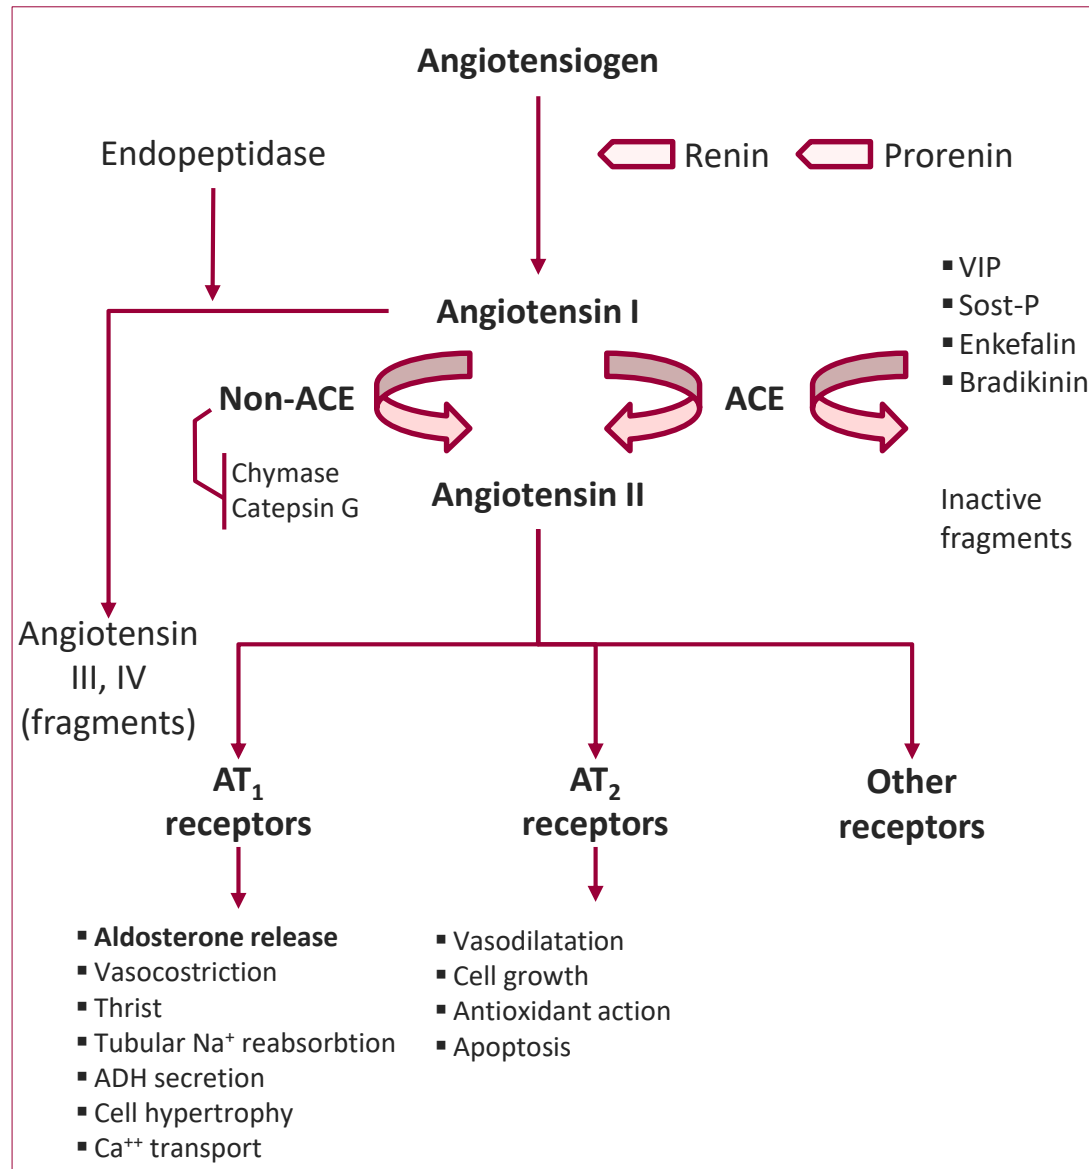 Angiotensiogen
Endopeptidase
Renin
Prorenin
▪ VIP
▪ Sost-P
▪ Enkefalin
▪ Bradikinin
Angiotensin I
Non-ACE
ACE
Chymase
Catepsin G
Angiotensin II
Inactive
fragments
Angiotensin
III, IV
(fragments)
AT₁
receptors
AT₂
receptors
Other
receptors
▪ Aldosterone release
▪ Vasocostriction
▪ Thrist
▪ Tubular Na⁺ reabsorbtion
▪ ADH secretion
▪ Cell hypertrophy
▪ Ca⁺⁺ transport
▪ Vasodilatation
▪ Cell growth
▪ Antioxidant action
▪ Apoptosis